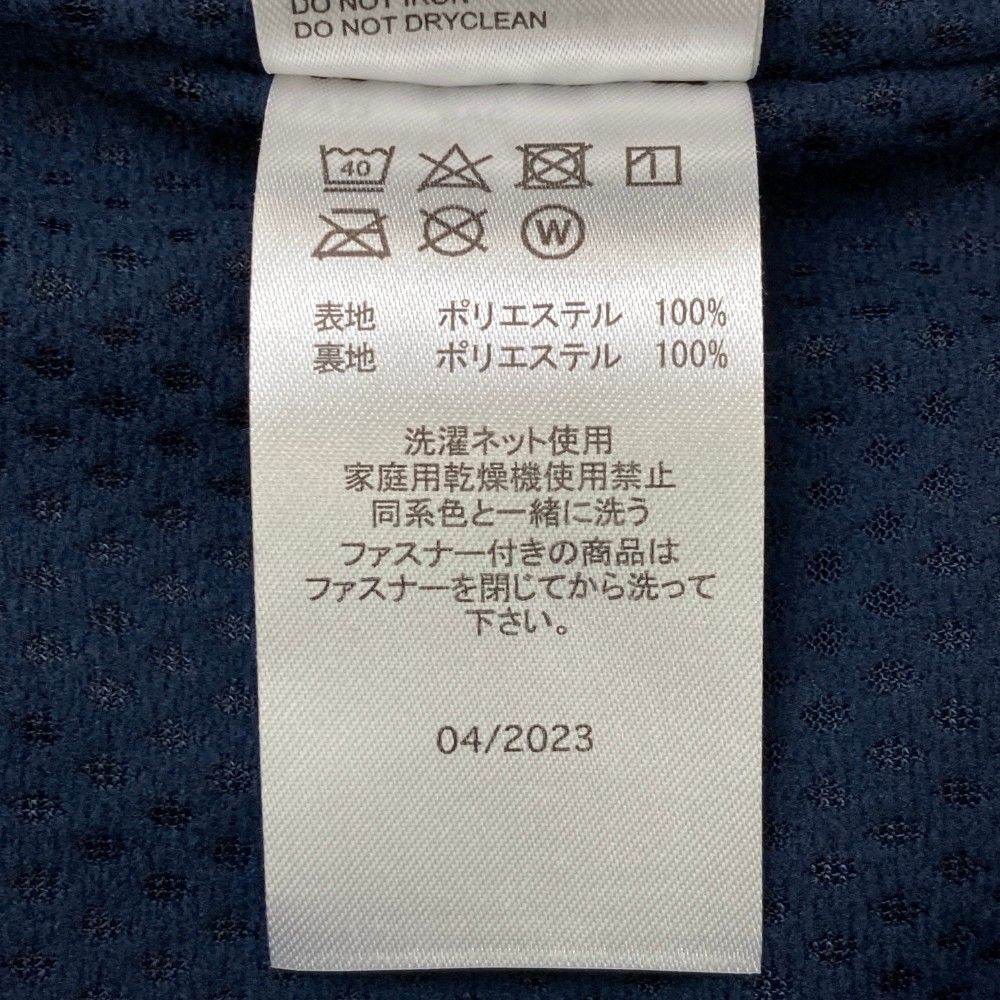 DO NOT IRON
DO NOT DRYCLEAN
40
1
W
表地 ポリエステル 100%
裏地 ポリエステル 100%
洗濯ネット使用
家庭用乾燥機使用禁止
同系色と一緒に洗う
ファスナー付きの商品は
ファスナーを閉じてから洗って
下さい。
04/2023